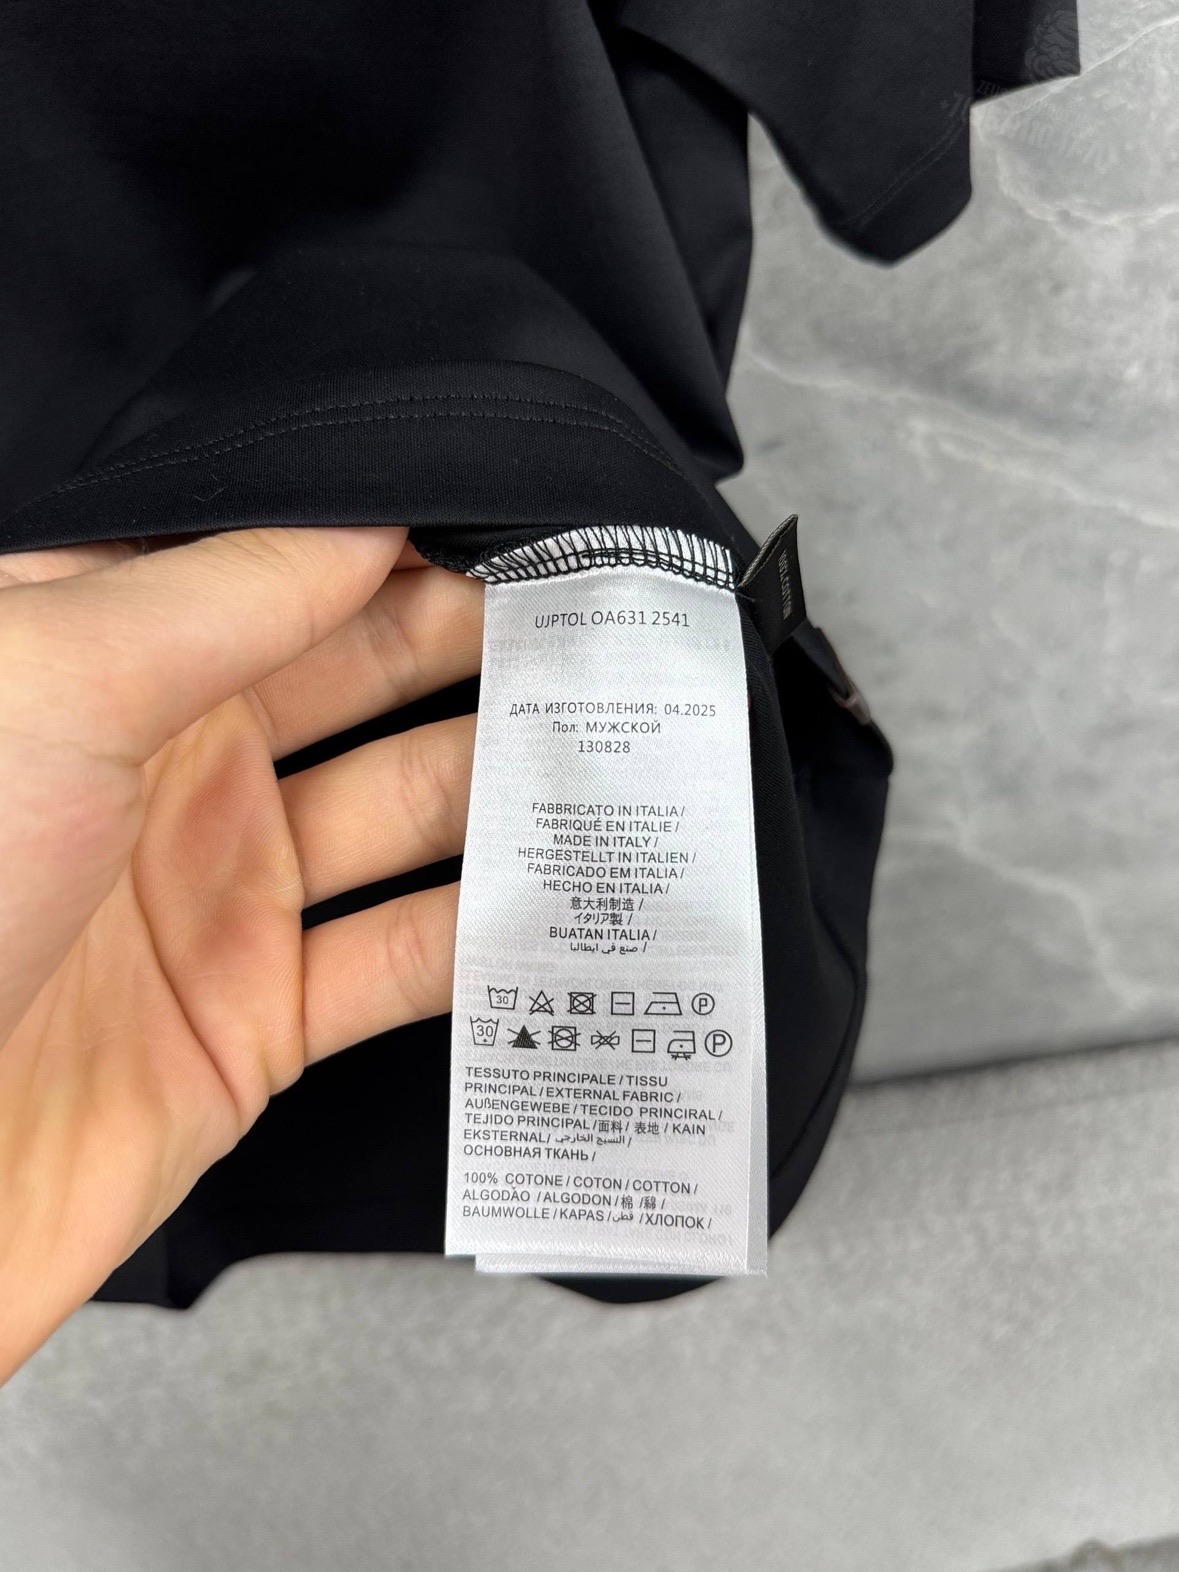 UJPTOL OA631 2541
ДАТА ИЗГОТОВЛЕНИЯ: 04.2025
Пол: МУЖСКОЙ
130828
FABBRICATO IN ITALIA /
FABRIQUÉ EN ITALIE /
MADE IN ITALY /
HERGESTELLT IN ITALIEN /
FABRICADO EM ITALIA /
HECHO EN ITALIA /
意大利制造 /
イタリア製 /
BUATAN ITALIA /
صنع في ايطاليا /
30 P
30 P
TESSUTO PRINCIPALE / TISSU
PRINCIPAL / EXTERNAL FABRIC /
AUßENGEWEBE / TECIDO PRINCIRAL /
TEJIDO PRINCIPAL / 面料 / 表地 / KAIN
EKSTERNAL / النسيج الخارجي /
ОСНОВНАЯ ТКАНЬ /
100% COTONE / COTON / COTTON /
ALGODÃO / ALGODON / 棉 / 綿 /
BAUMWOLLE / KAPAS / قطن / ХЛОПОК /